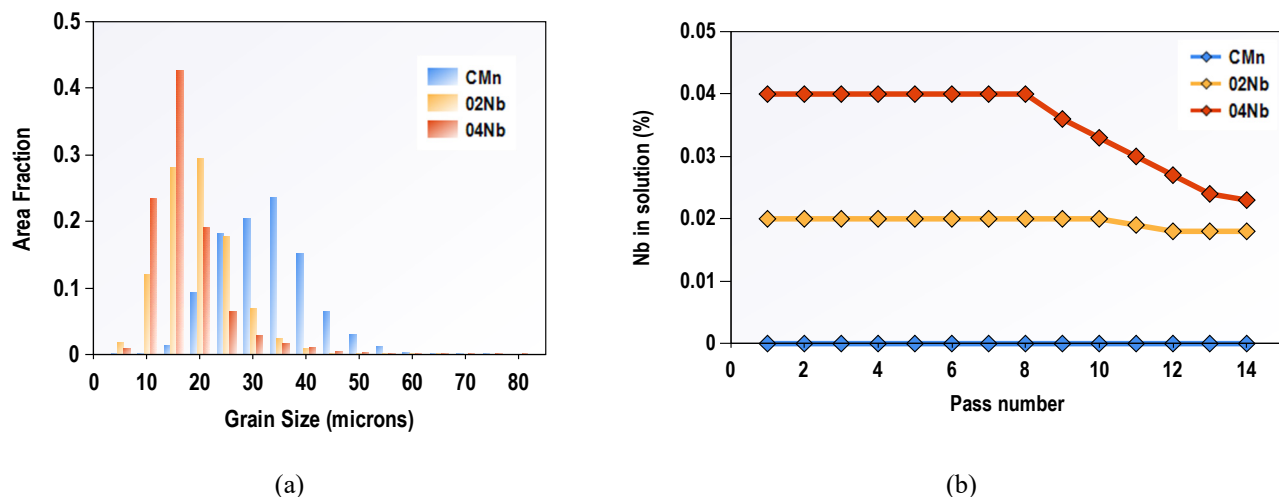 0.5
0.4
0.3
0.2
0.1
0
Area Fraction
CMn
02Nb
04Nb
0 10 20 30 40 50 60 70 80
Grain Size (microns)
(a)
0.05
0.04
0.03
0.02
0.01
0
Nb in solution (%)
CMn
02Nb
04Nb
0 2 4 6 8 10 12 14
Pass number
(b)